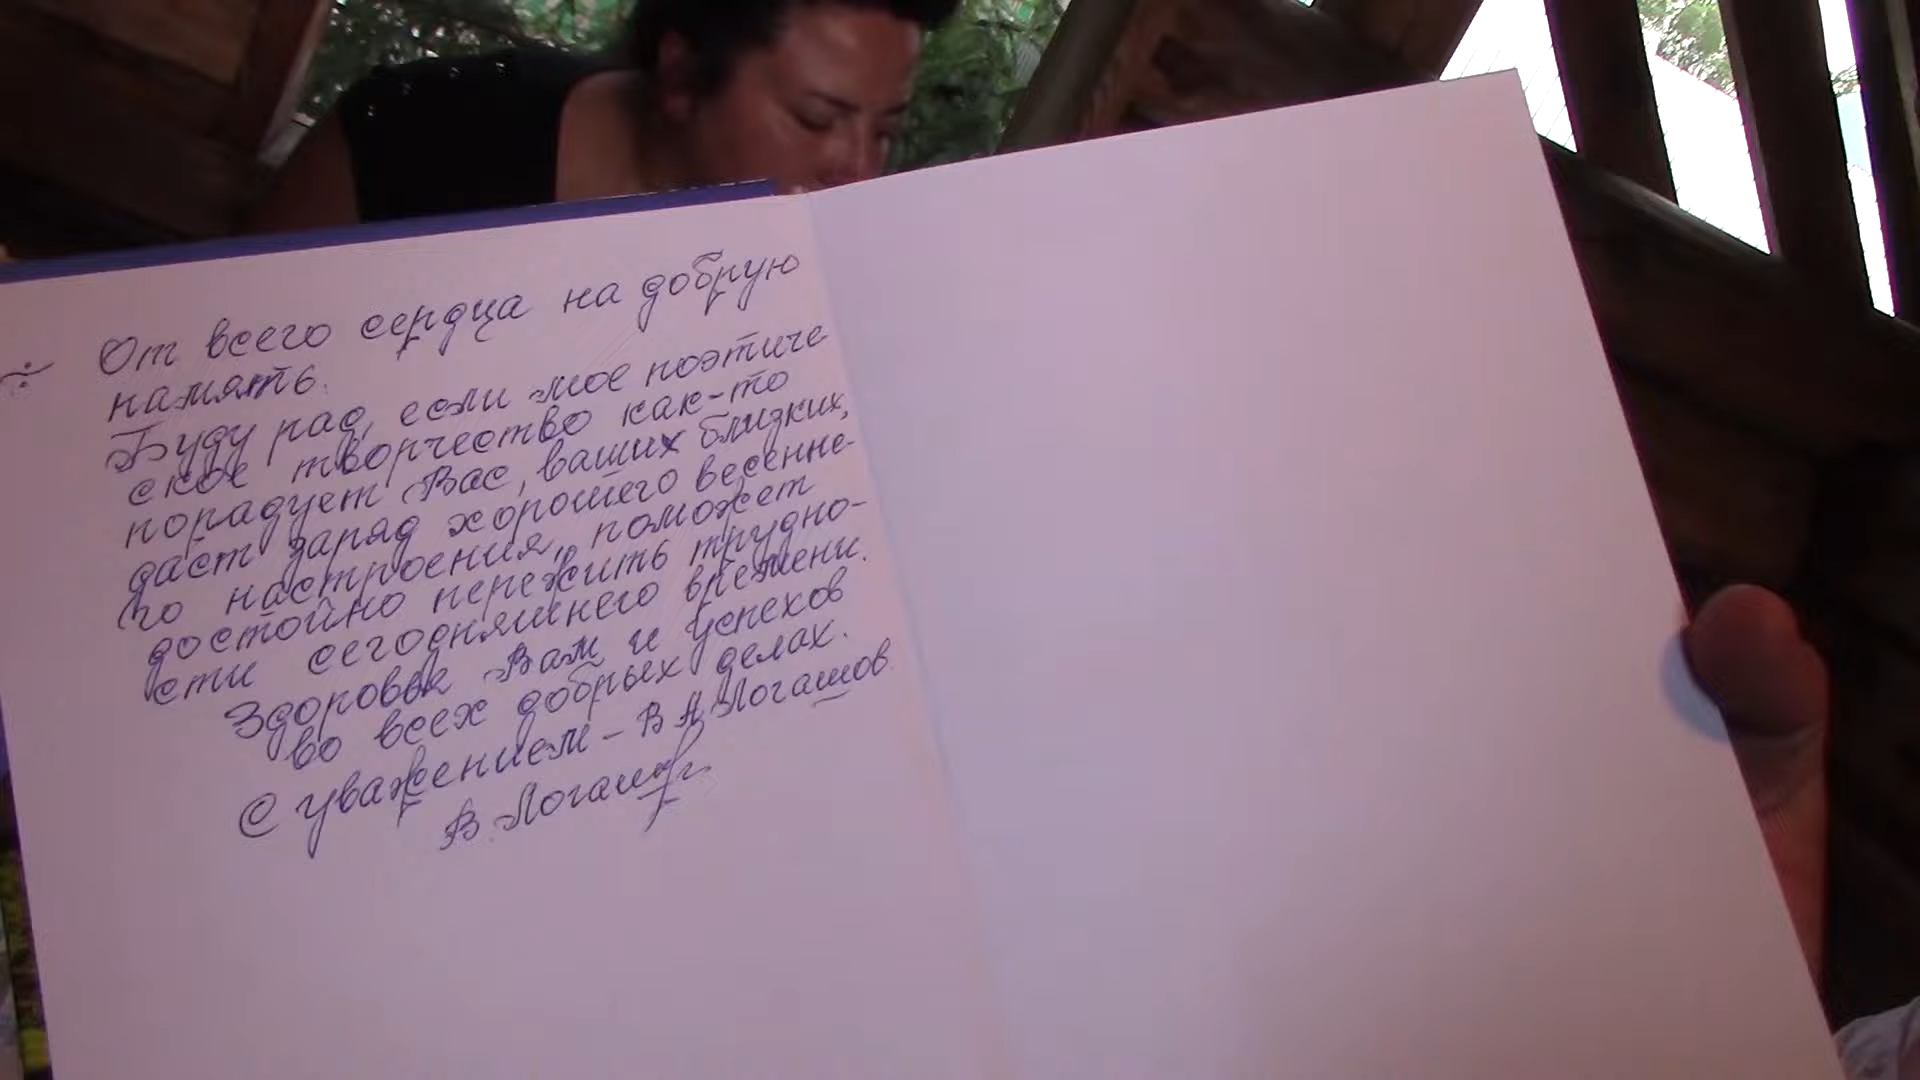 От всего сердца на добрую
память.
Буду рад, если мое поэтиче
ское творчество как-то
порадует Вас, ваших близких,
даст заряд хорошего весенне-
го настроения, поможет
достойно пережить трудно-
сти сегодняшнего времени.
Здоровья Вам и успехов
во всех добрых делах.
С уважением – В А Логашов.
В. Логаш